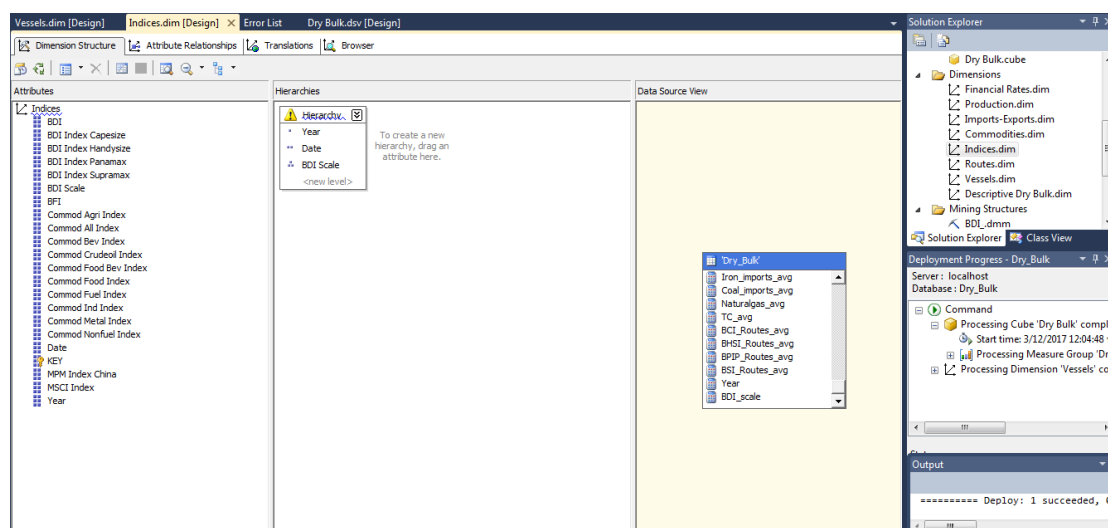 Vessels.dim [Design] Indices.dim [Design] × Error List Dry Bulk.dsv [Design]
Dimension Structure Attribute Relationships Translations Browser
Attributes
Indices
BDI
BDI Index Capesize
BDI Index Handysize
BDI Index Panamax
BDI Index Supramax
BDI Scale
BFI
Commod Agri Index
Commod All Index
Commod Bev Index
Commod Crudeoil Index
Commod Food Bev Index
Commod Food Index
Commod Fuel Index
Commod Ind Index
Commod Metal Index
Commod Nonfuel Index
Date
KEY
MPM Index China
MSCI Index
Year
Hierarchies
Hierarchy
Year
Date
BDI Scale
<new level>
To create a new
hierarchy, drag an
attribute here.
Data Source View
'Dry_Bulk'
Iron_imports_avg
Coal_imports_avg
Naturalgas_avg
TC_avg
BCI_Routes_avg
BHSI_Routes_avg
BPIP_Routes_avg
BSI_Routes_avg
Year
BDI_scale
Solution Explorer
Dry Bulk.cube
Dimensions
Financial Rates.dim
Production.dim
Imports-Exports.dim
Commodities.dim
Indices.dim
Routes.dim
Vessels.dim
Descriptive Dry Bulk.dim
Mining Structures
BDI_.dmm
Solution Explorer Class View
Deployment Progress - Dry_Bulk
Server : localhost
Database : Dry_Bulk
Command
Processing Cube 'Dry Bulk' compl
Start time: 3/12/2017 12:04:48
Processing Measure Group 'Dr
Processing Dimension 'Vessels' co
Output
========== Deploy: 1 succeeded,